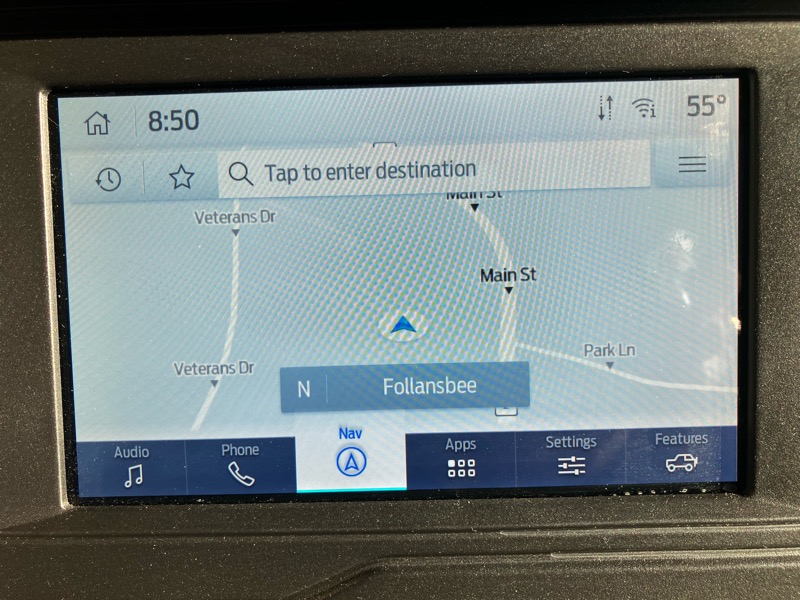 8:50
55°
Tap to enter destination
Main St
Veterans Dr
Main St
Park Ln
Veterans Dr
N Follansbee
Audio
Phone
Nav
Apps
Settings
Features